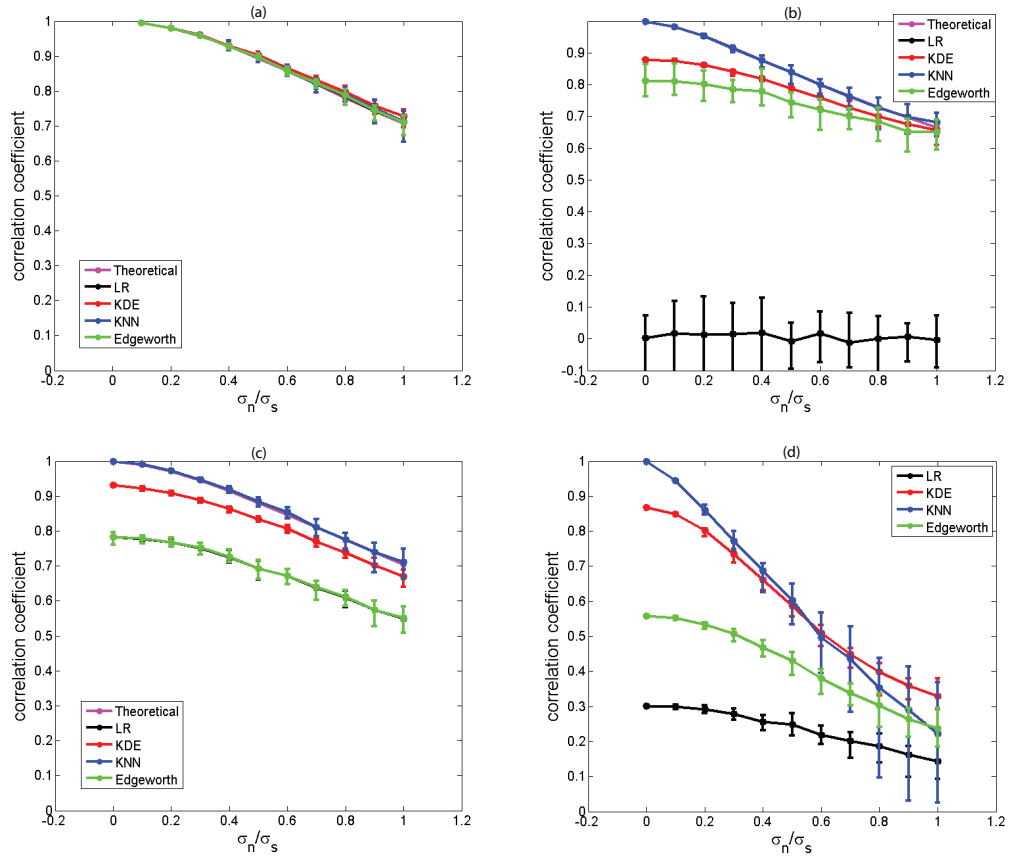 (a)
correlation coefficient
1
0.9
0.8
0.7
0.6
0.5
0.4
0.3
0.2
0.1
0
-0.2 0 0.2 0.4 0.6 0.8 1.0 1.2
σn/σs
Theoretical
LR
KDE
KNN
Edgeworth
(b)
correlation coefficient
1
0.9
0.8
0.7
0.6
0.5
0.4
0.3
0.2
0.1
0
-0.1
-0.2 0 0.2 0.4 0.6 0.8 1 1.2
σn/σs
Theoretical
LR
KDE
KNN
Edgeworth
(c)
correlation coefficient
1
0.9
0.8
0.7
0.6
0.5
0.4
0.3
0.2
0.1
0
-0.2 0 0.2 0.4 0.6 0.8 1 1.2
σn/σs
Theoretical
LR
KDE
KNN
Edgeworth
(d)
correlation coefficient
1
0.9
0.8
0.7
0.6
0.5
0.4
0.3
0.2
0.1
0
-0.2 0 0.2 0.4 0.6 0.8 1 1.2
σn/σs
LR
KDE
KNN
Edgeworth